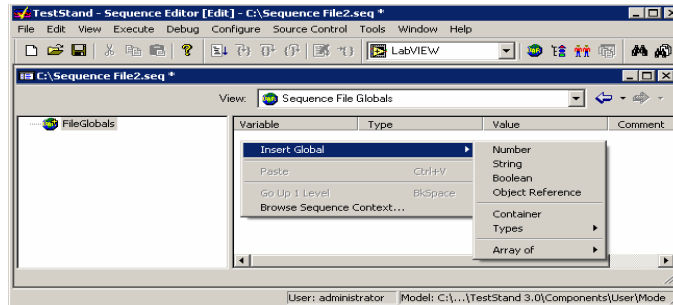 TestStand - Sequence Editor [Edit] - C:\Sequence File2.seq *
File Edit View Execute Debug Configure Source Control Tools Window Help
LabVIEW
C:\Sequence File2.seq *
View: Sequence File Globals
FileGlobals
Variable Type Value Comment
Insert Global
Paste Ctrl+V
Go Up 1 Level BkSpace
Browse Sequence Context...
Number
String
Boolean
Object Reference
Container
Types
Array of
User: administrator Model: C:\...\TestStand 3.0\Components\User\Mode